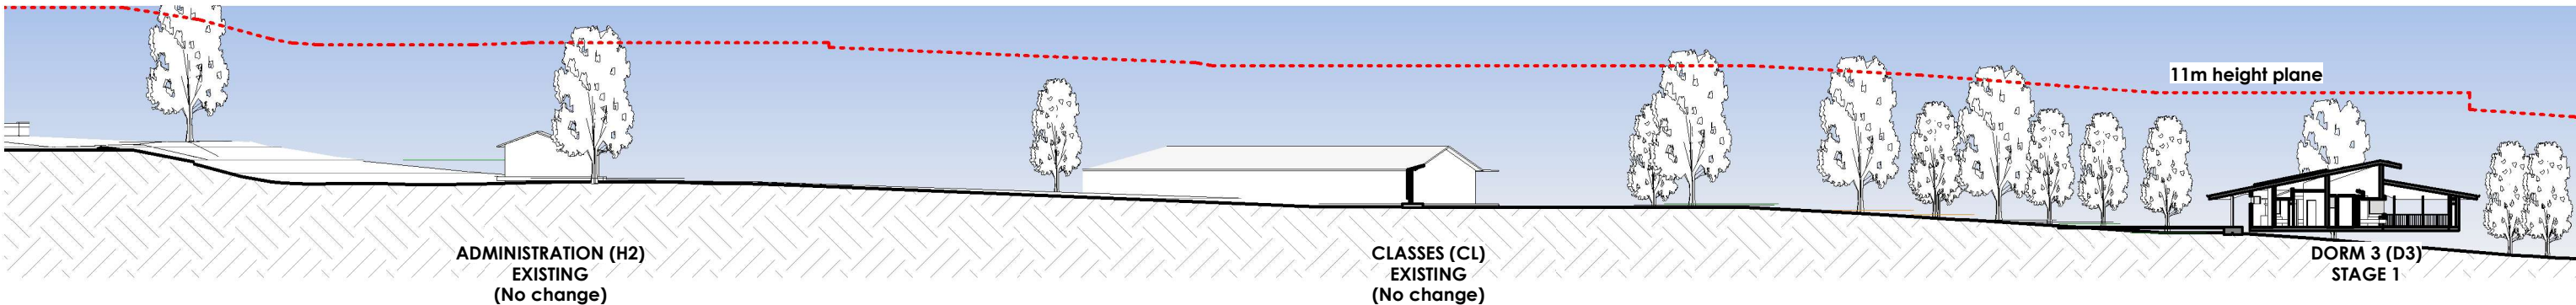 11m height plane
ADMINISTRATION (H2)
EXISTING
(No change)
CLASSES (CL)
EXISTING
(No change)
DORM 3 (D3)
STAGE 1